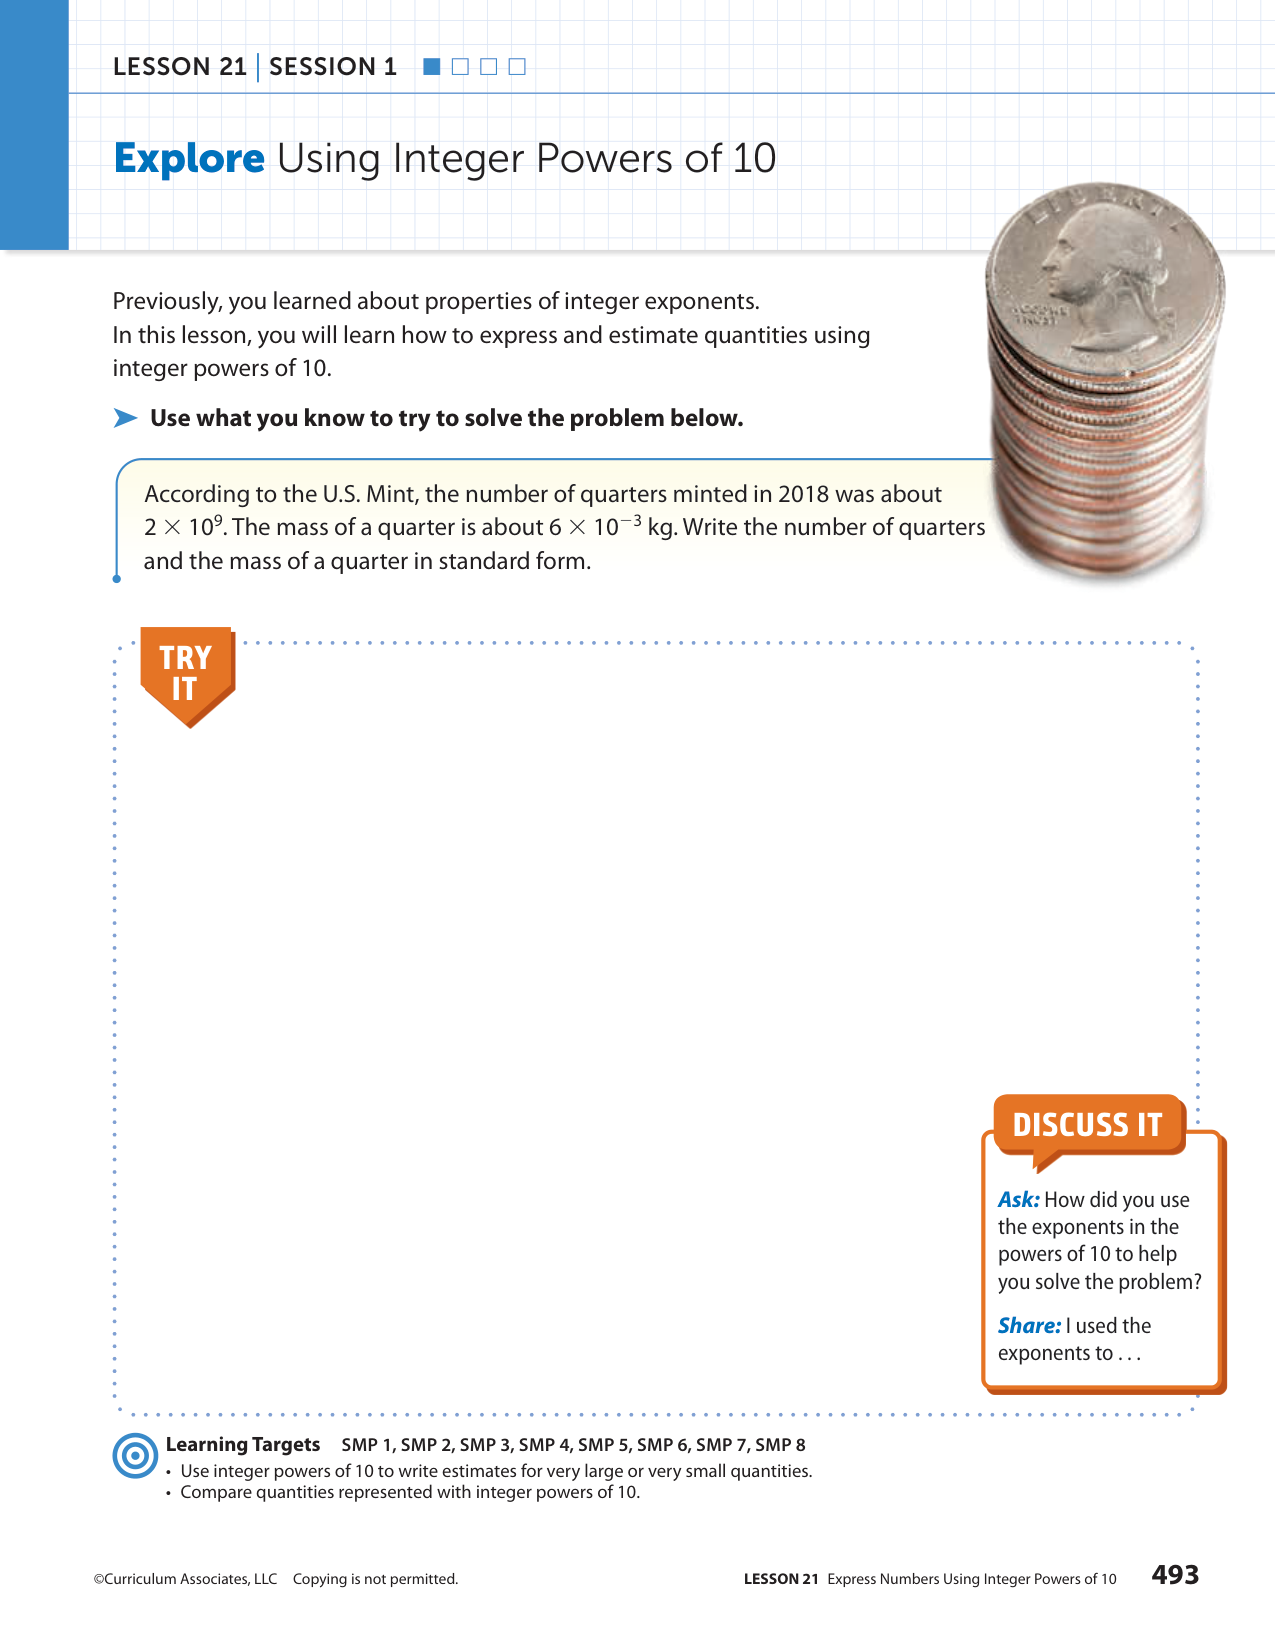 LESSON 21 | SESSION 1
Explore Using Integer Powers of 10
LIBERTY
Previously, you learned about properties of integer exponents.
In this lesson, you will learn how to express and estimate quantities using
integer powers of 10.
Use what you know to try to solve the problem below.
According to the U.S. Mint, the number of quarters minted in 2018 was about
2 × 10⁹. The mass of a quarter is about 6 × 10⁻³ kg. Write the number of quarters
and the mass of a quarter in standard form.
TRY
IT
DISCUSS IT
Ask: How did you use
the exponents in the
powers of 10 to help
you solve the problem?
Share: I used the
exponents to . . .
Learning Targets SMP 1, SMP 2, SMP 3, SMP 4, SMP 5, SMP 6, SMP 7, SMP 8
• Use integer powers of 10 to write estimates for very large or very small quantities.
• Compare quantities represented with integer powers of 10.
©Curriculum Associates, LLC Copying is not permitted.
LESSON 21 Express Numbers Using Integer Powers of 10 493